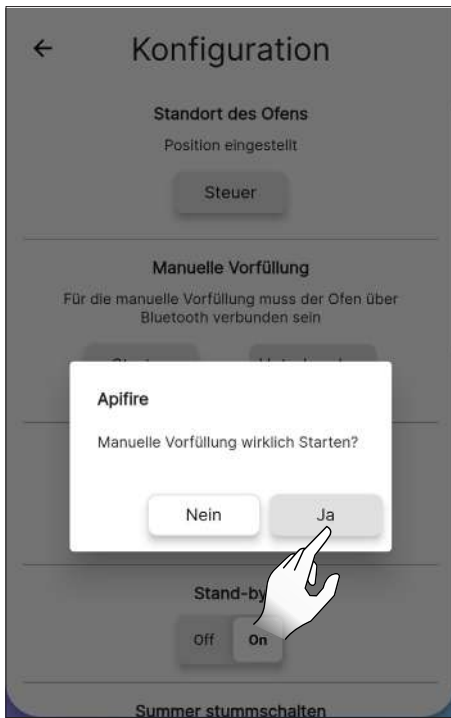 Konfiguration
Standort des Ofens
Position eingestellt
Steuer
Manuelle Vorfüllung
Für die manuelle Vorfüllung muss der Ofen über
Bluetooth verbunden sein
Apifire
Manuelle Vorfüllung wirklich Starten?
Nein
Ja
Stand-by
Off On
Summer stummschalten